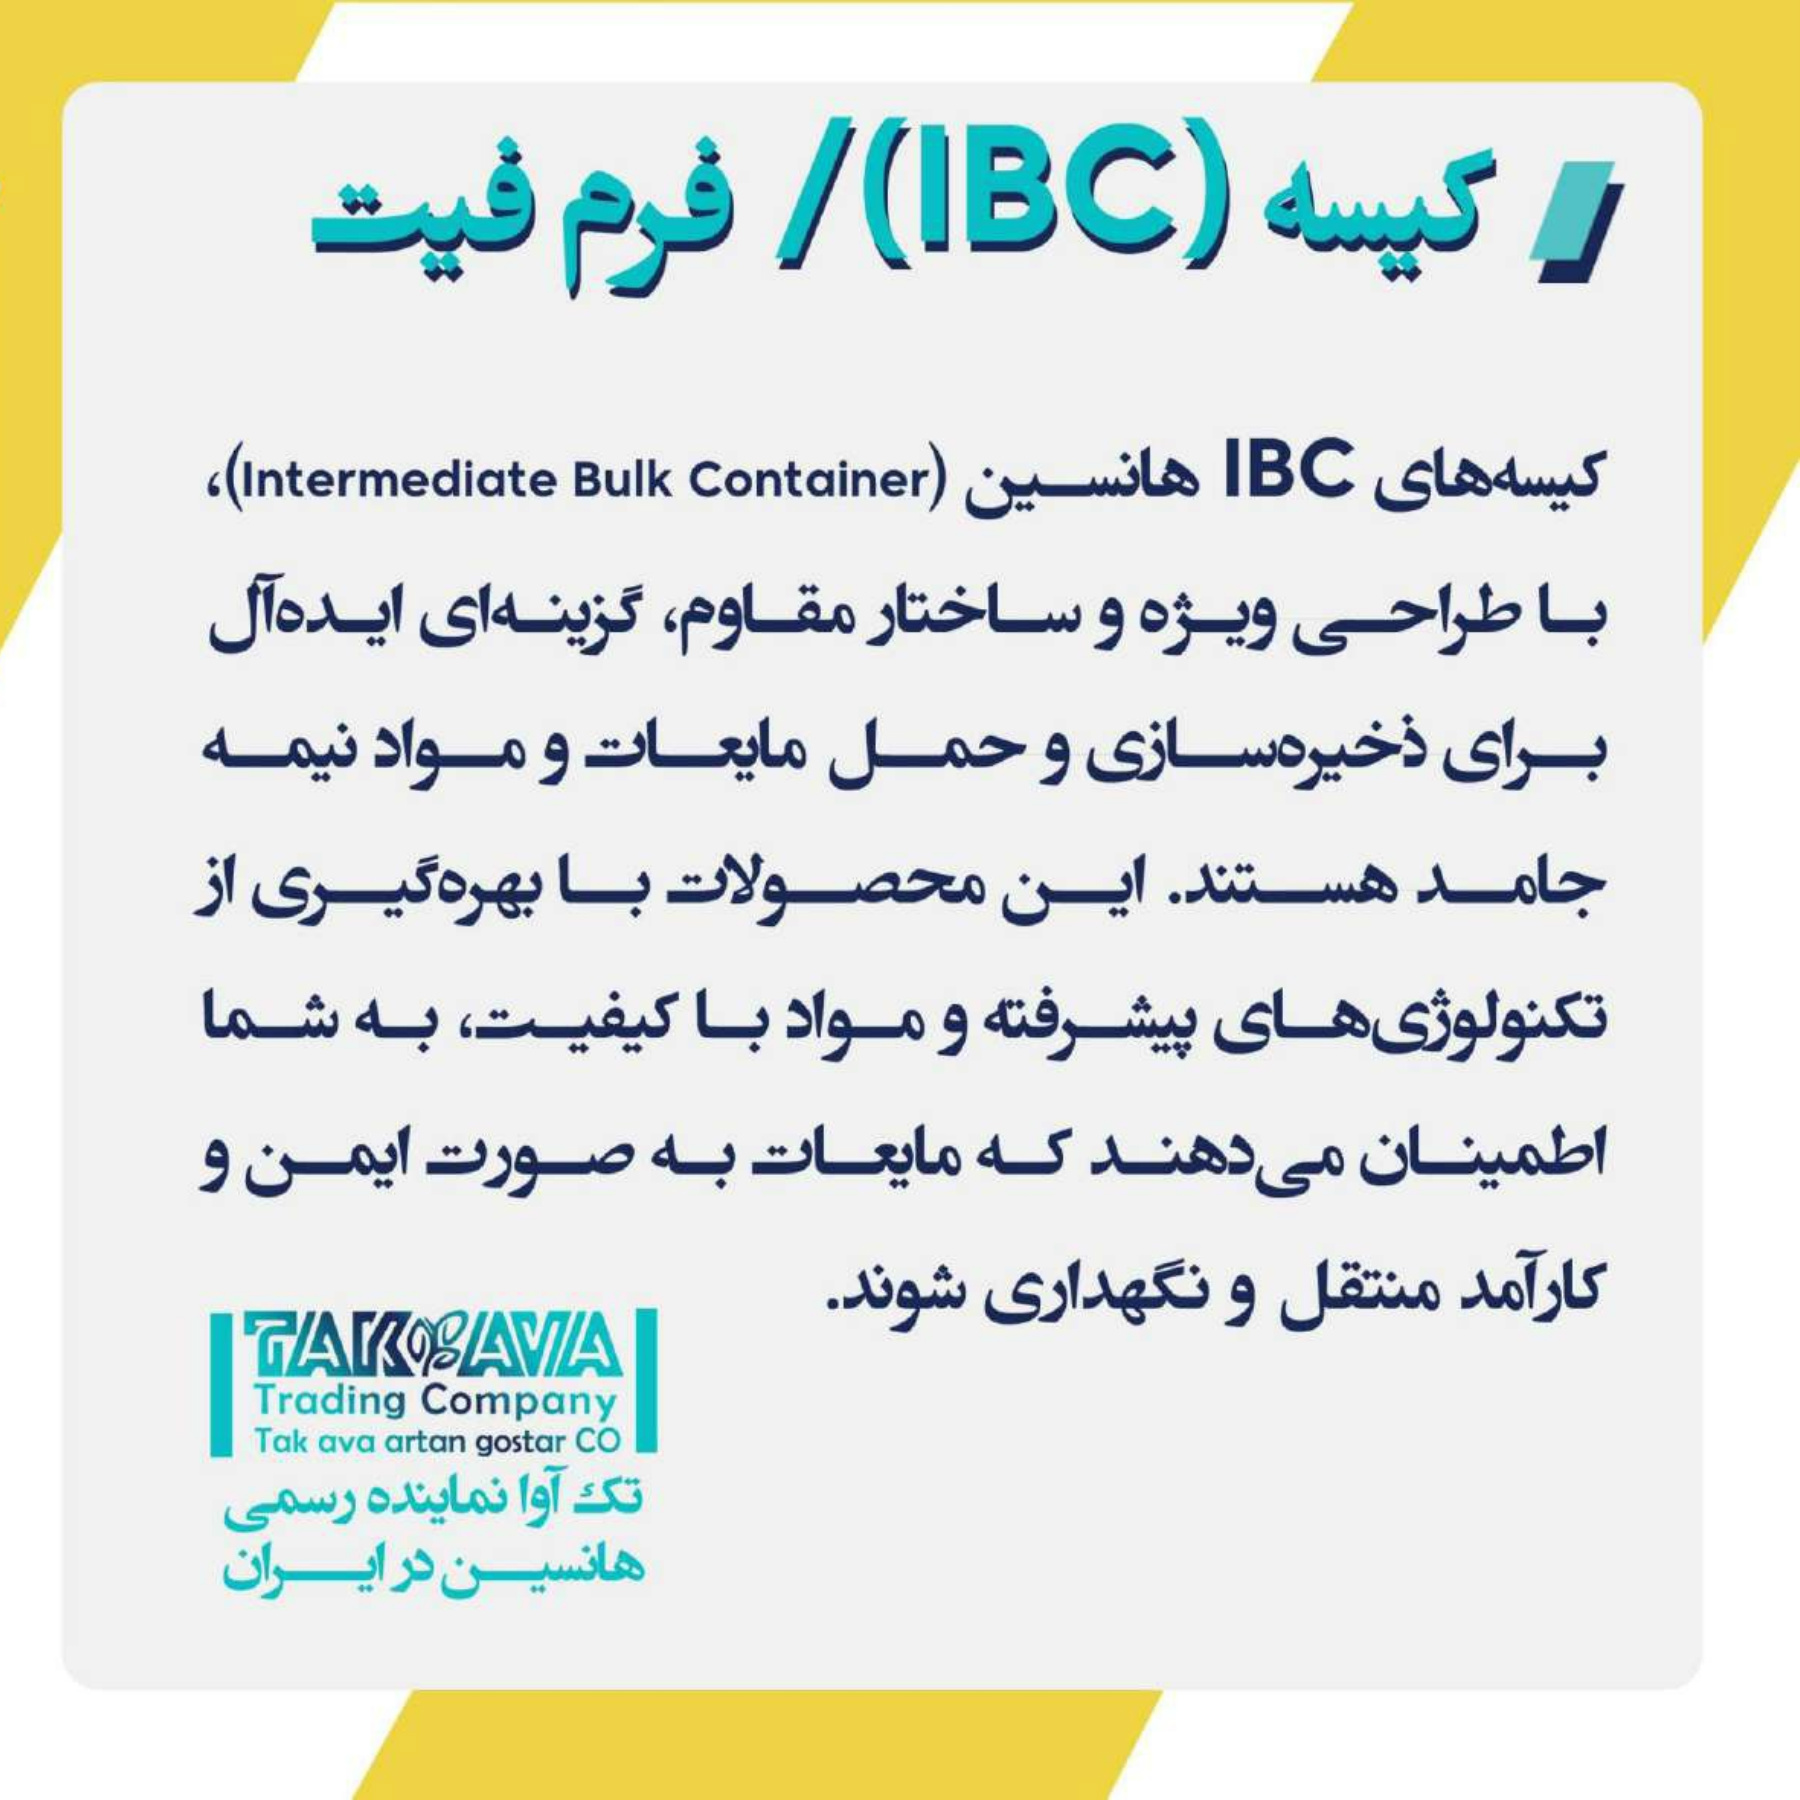 کیسه (IBC)/ فرم فیت
کیسه‌های IBC هانسین (Intermediate Bulk Container)،
با طراحی ویژه و ساختار مقاوم، گزینه‌ای ایده‌آل
برای ذخیره‌سازی و حمل مایعات و مواد نیمه
جامد هستند. این محصولات با بهره‌گیری از
تکنولوژی‌های پیشرفته و مواد با کیفیت، به شما
اطمینان می‌دهند که مایعات به صورت ایمن و
کارآمد منتقل و نگهداری شوند.
TAK AVA
Trading Company
Tak ava artan gostar CO
تک آوا نماینده رسمی
هانسین در ایران